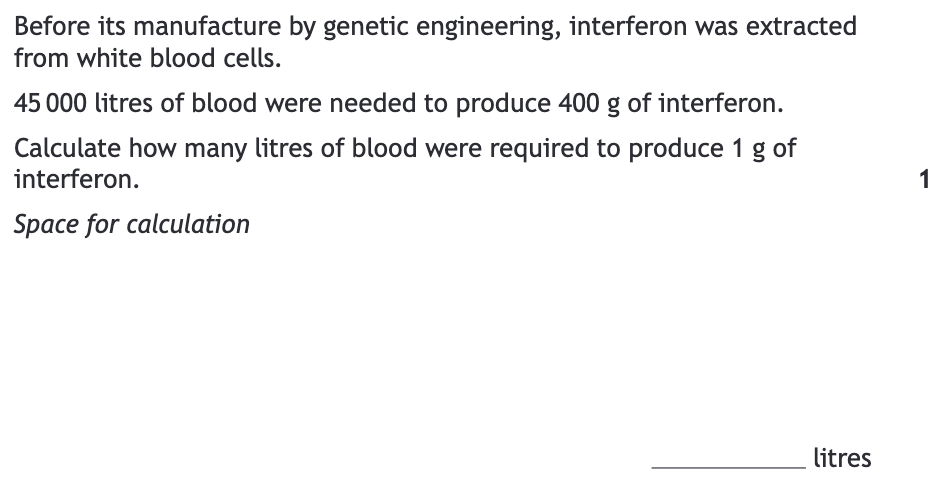 Before its manufacture by genetic engineering, interferon was extracted
from white blood cells.
45 000 litres of blood were needed to produce 400 g of interferon.
Calculate how many litres of blood were required to produce 1 g of
interferon. 1
Space for calculation
__________ litres